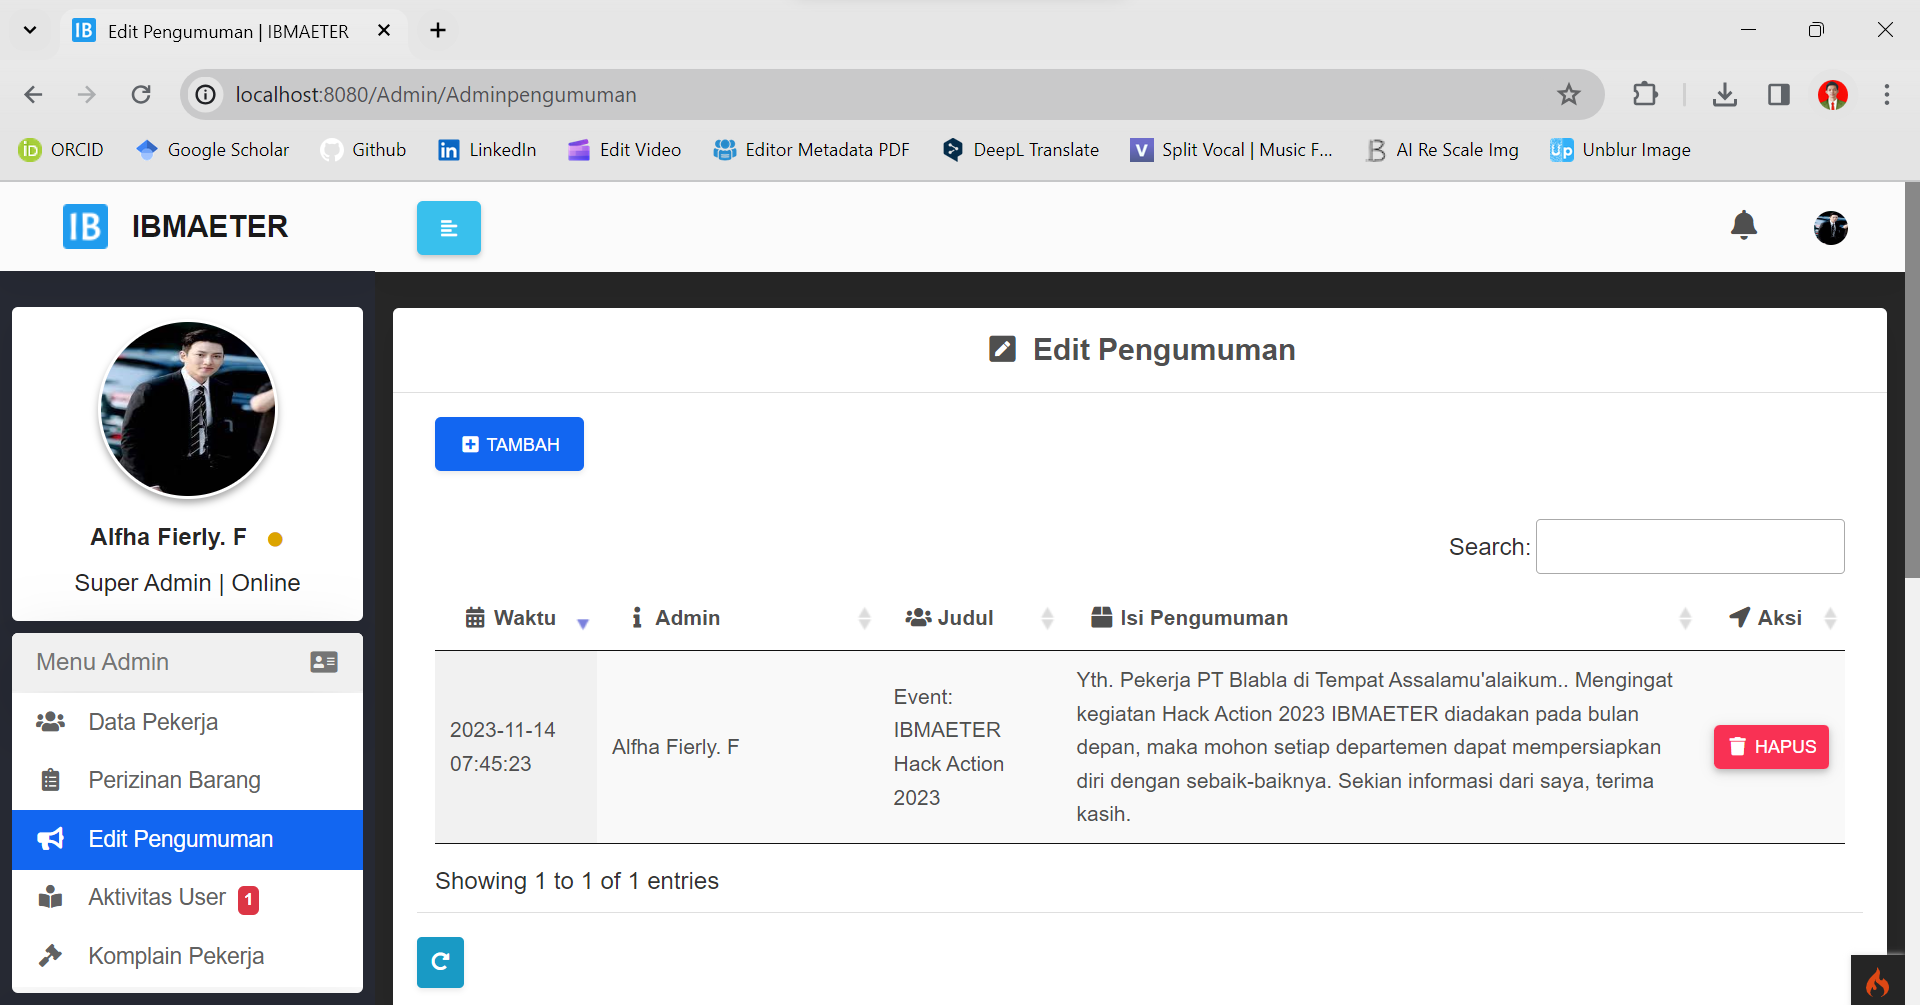 Edit Pengumuman | IBMAETER
localhost:8080/Admin/Adminpengumuman
ORCID Google Scholar Github LinkedIn Edit Video Editor Metadata PDF DeepL Translate Split Vocal | Music F... AI Re Scale Img Unblur Image
IB IBMAETER
Edit Pengumuman
TAMBAH
Alfha Fierly. F
Super Admin | Online
Search:
Waktu Admin Judul Isi Pengumuman Aksi
2023-11-14
07:45:23
Alfha Fierly. F
Event:
IBMAETER
Hack Action
2023
Yth. Pekerja PT Blabla di Tempat Assalamu'alaikum.. Mengingat
kegiatan Hack Action 2023 IBMAETER diadakan pada bulan
depan, maka mohon setiap departemen dapat mempersiapkan
diri dengan sebaik-baiknya. Sekian informasi dari saya, terima
kasih.
HAPUS
Showing 1 to 1 of 1 entries
Menu Admin
Data Pekerja
Perizinan Barang
Edit Pengumuman
Aktivitas User 1
Komplain Pekerja